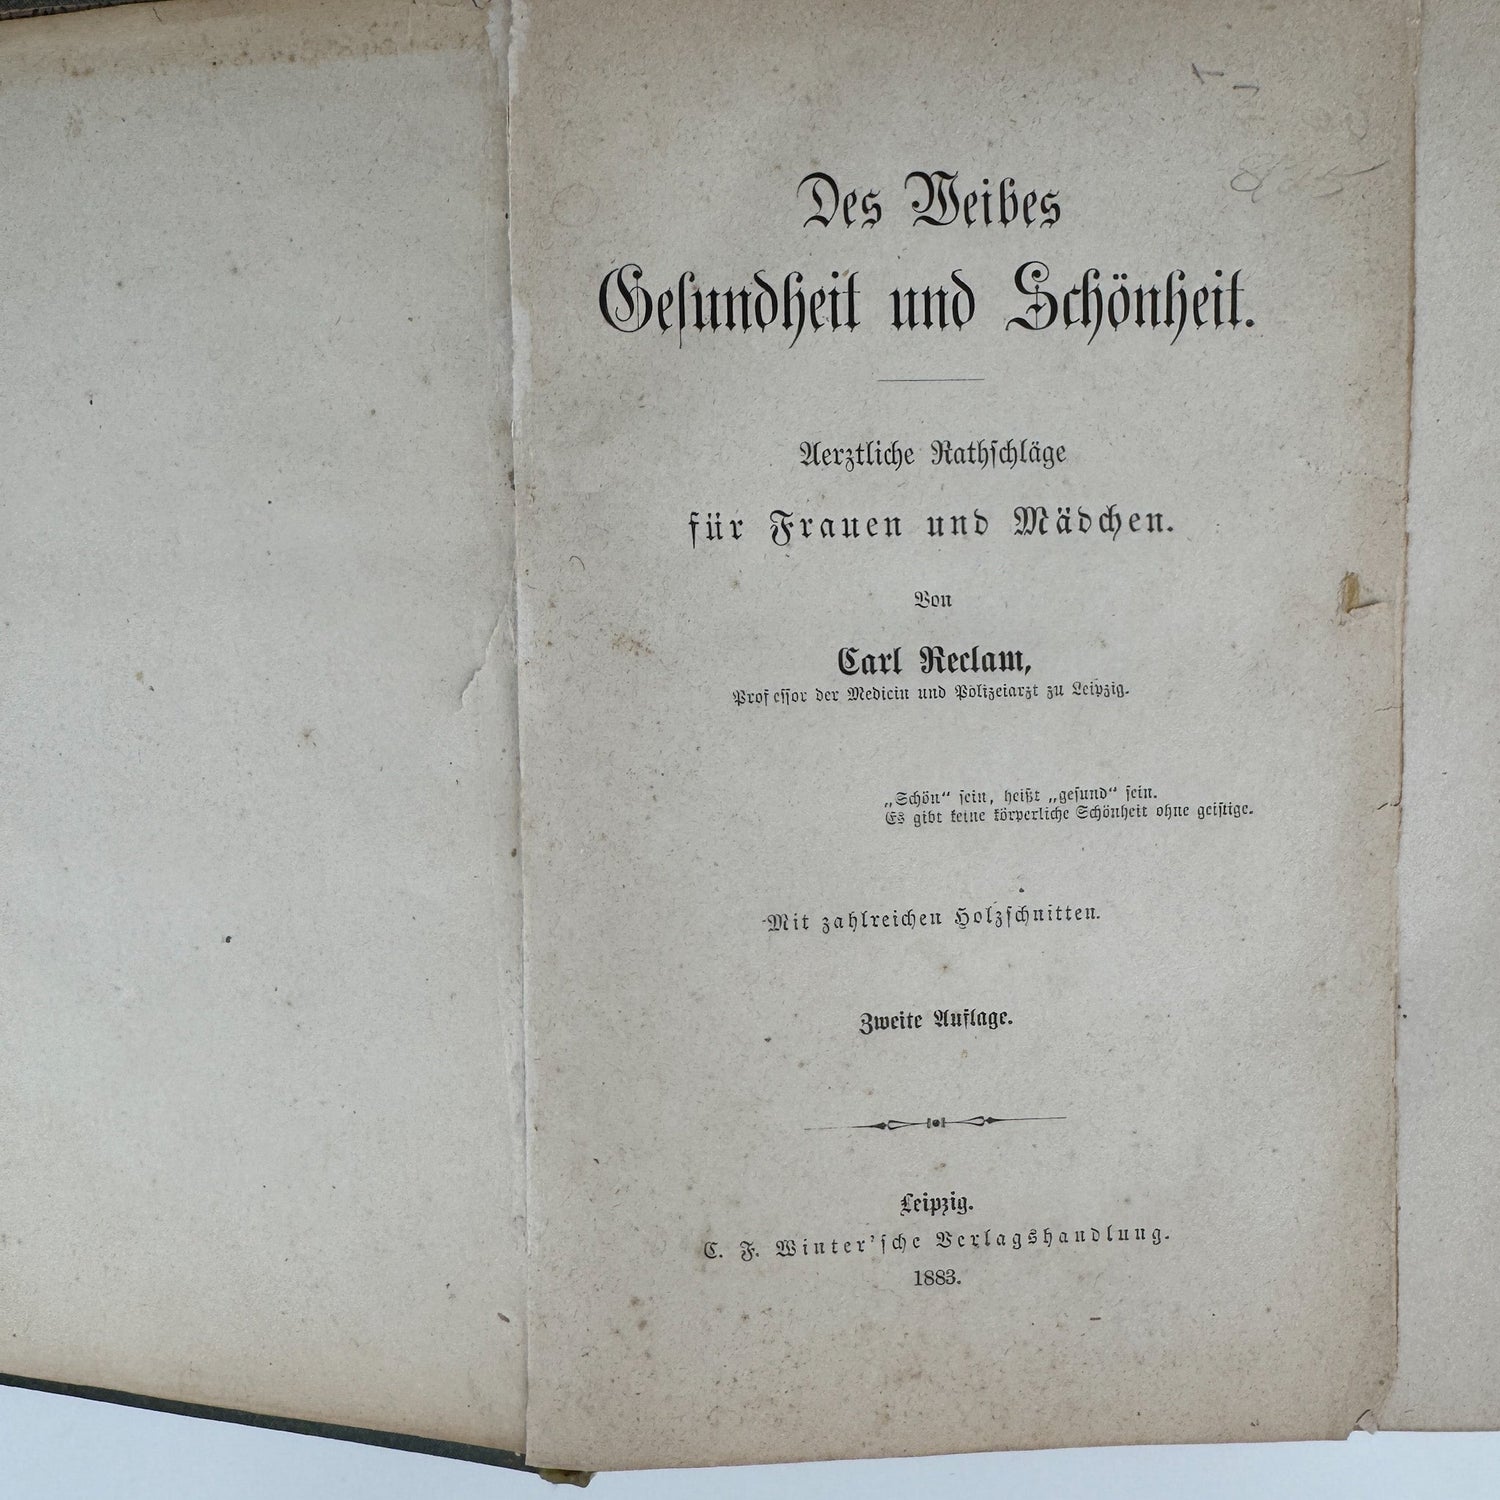 Des Weibes
Gesundheit und Schönheit.
Aerztliche Rathschläge
für Frauen und Mädchen.
Von
Carl Reclam,
Professor der Medicin und Polizeiarzt zu Leipzig.
„Schön“ sein, heißt „gesund“ sein.
Es gibt keine körperliche Schönheit ohne geistige.
Mit zahlreichen Holzschnitten.
Zweite Auflage.
Leipzig.
C. F. Winter'sche Verlagshandlung.
1883.